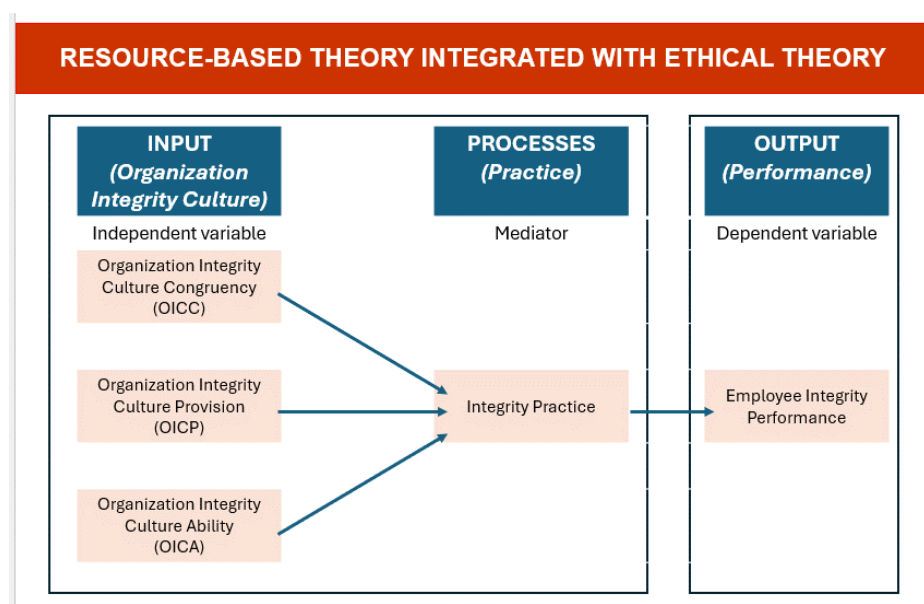 RESOURCE-BASED THEORY INTEGRATED WITH ETHICAL THEORY
INPUT
(Organization
Integrity Culture)
Independent variable
Organization Integrity
Culture Congruency
(OICC)
Organization Integrity
Culture Provision
(OICP)
Organization Integrity
Culture Ability
(OICA)
PROCESSES
(Practice)
Mediator
Integrity Practice
OUTPUT
(Performance)
Dependent variable
Employee Integrity
Performance